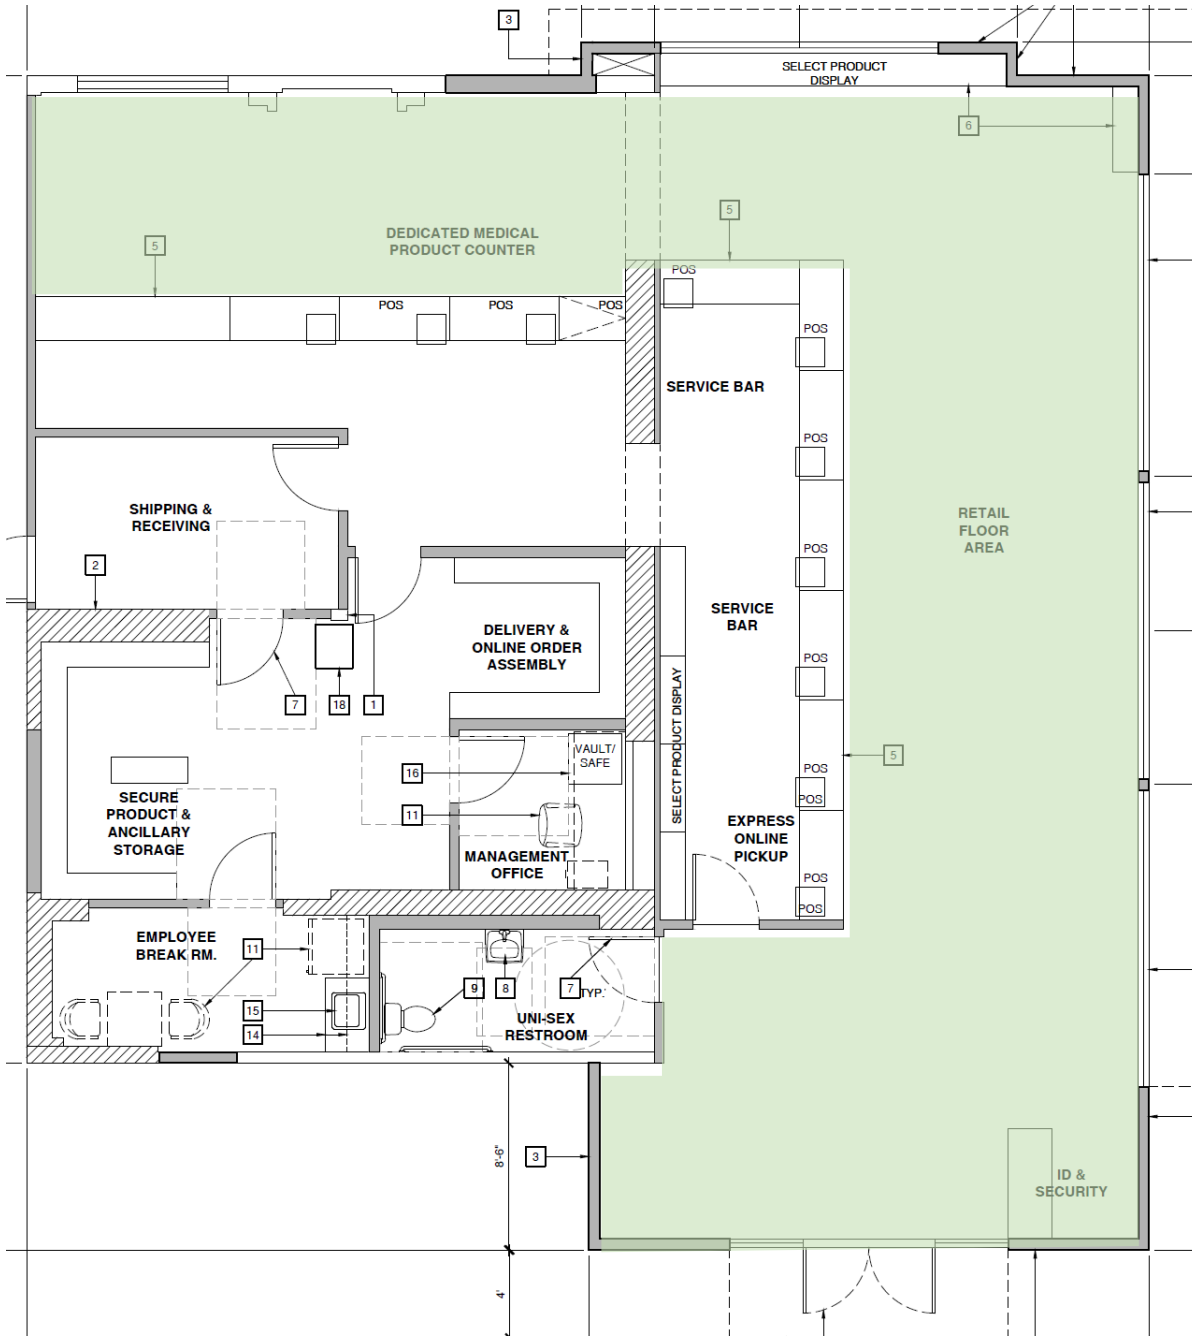 3
SELECT PRODUCT
DISPLAY
6
5
5
DEDICATED MEDICAL
PRODUCT COUNTER
POS
POS
POS
POS
POS
SERVICE BAR
POS
SHIPPING &
RECEIVING
RETAIL
FLOOR
AREA
2
POS
SERVICE
BAR
DELIVERY &
ONLINE ORDER
ASSEMBLY
POS
SELECT PRODUCT DISPLAY
7
18
1
VAULT/
SAFE
5
16
POS
POS
SECURE
PRODUCT &
ANCILLARY
STORAGE
11
EXPRESS
ONLINE
PICKUP
MANAGEMENT
OFFICE
POS
POS
EMPLOYEE
BREAK RM.
11
9
8
7
TYP.
15
14
UNI-SEX
RESTROOM
8'-6"
3
ID &
SECURITY
4'